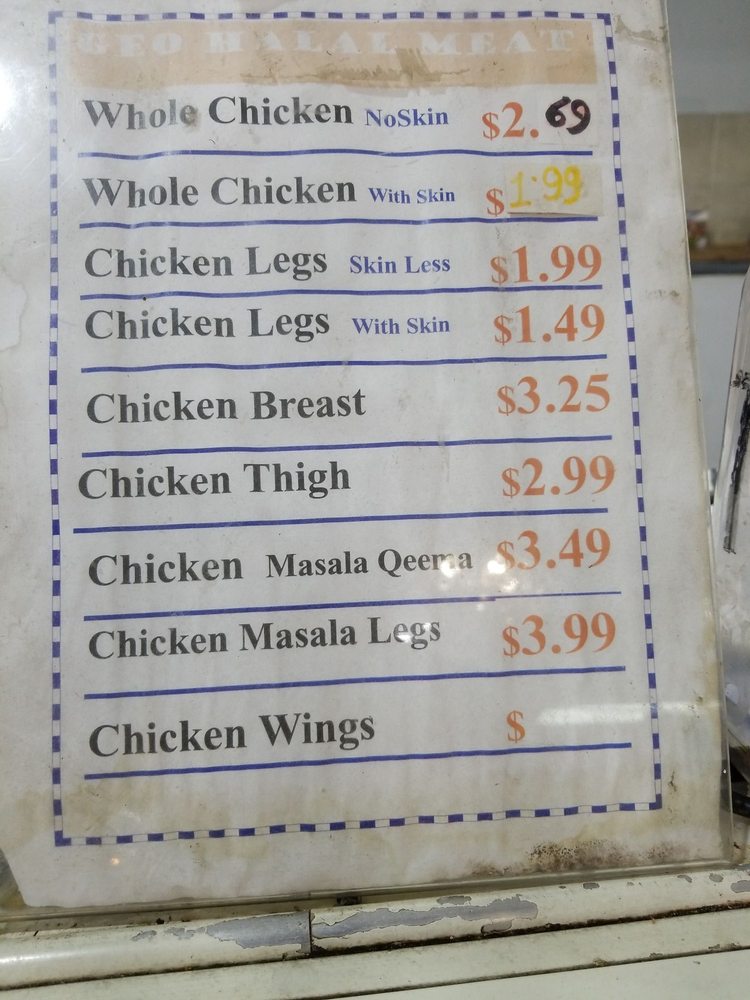 GEO HALAL MEAT
Whole Chicken NoSkin $2.69
Whole Chicken With Skin $1.99
Chicken Legs Skin Less $1.99
Chicken Legs With Skin $1.49
Chicken Breast $3.25
Chicken Thigh $2.99
Chicken Masala Qeema $3.49
Chicken Masala Legs $3.99
Chicken Wings $